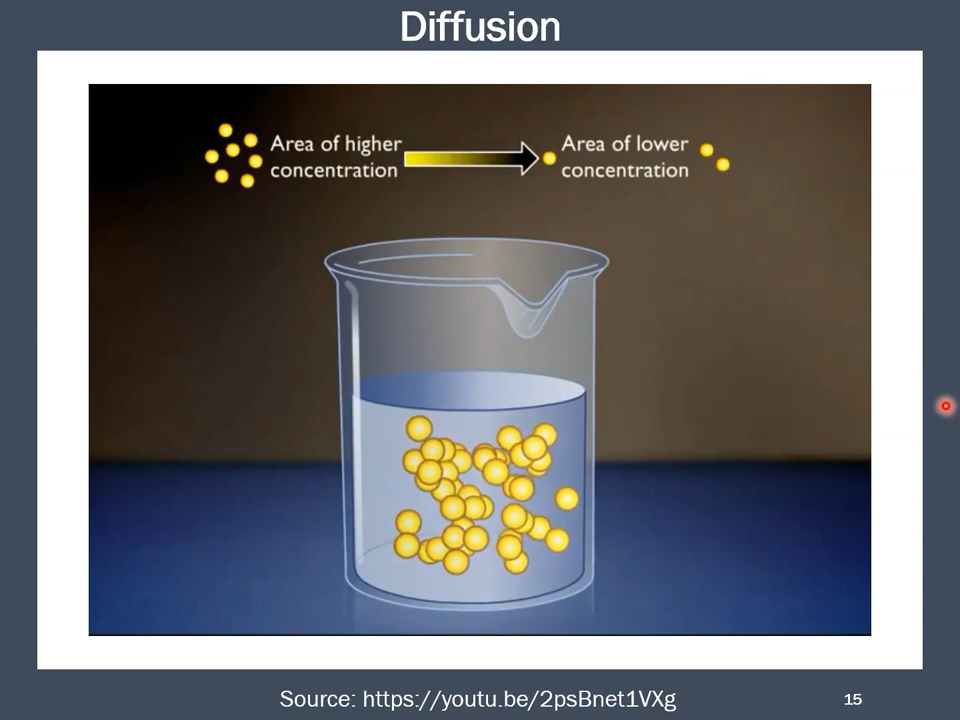 Diffusion
Area of higher
concentration
Area of lower
concentration
Source: https://youtu.be/2psBnet1VXg
15